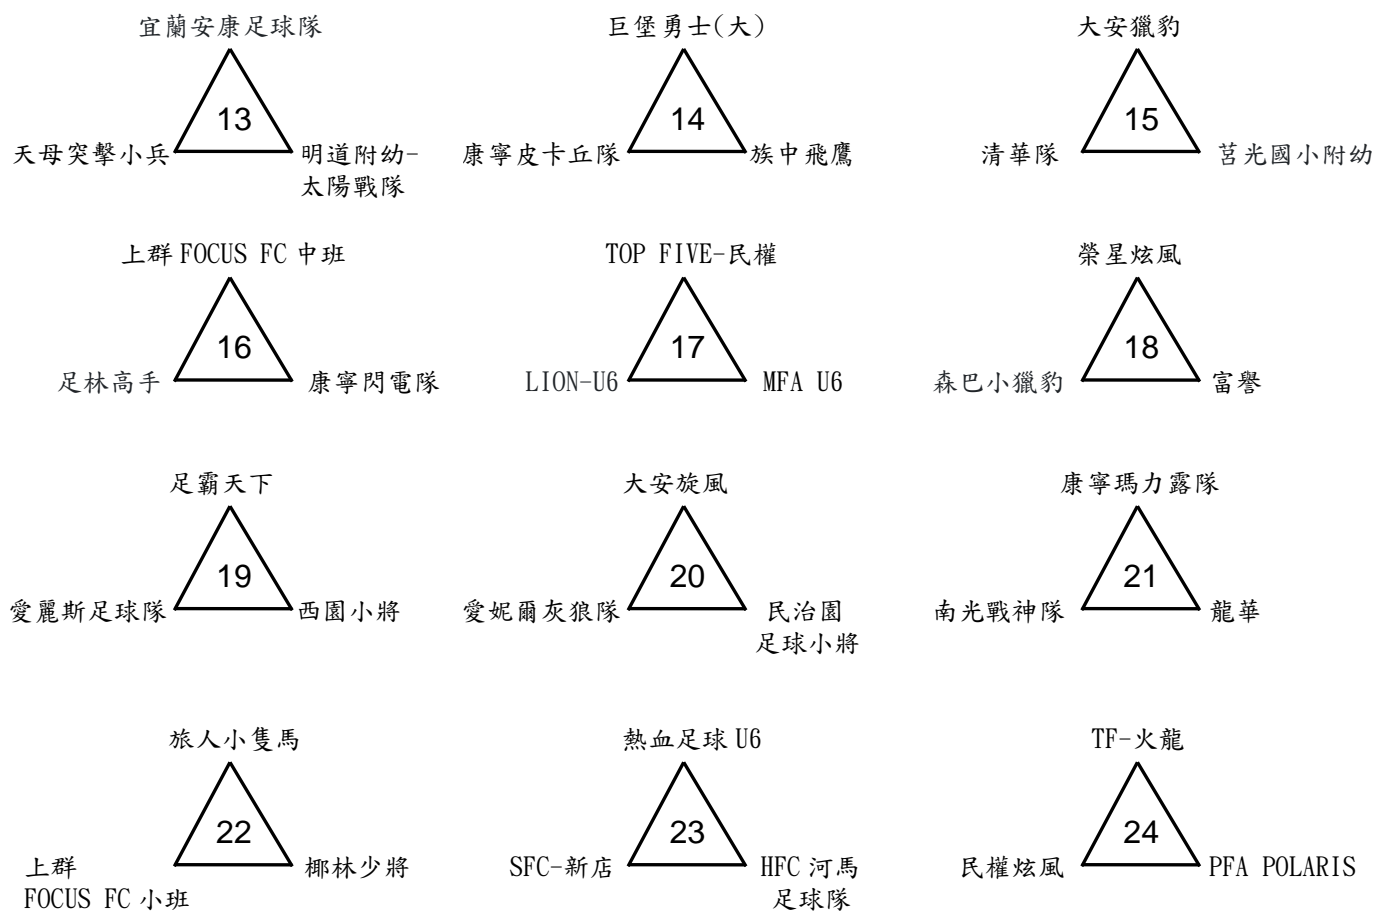 宜蘭安康足球隊
巨堡勇士(大)
大安獵豹
13
14
15
天母突擊小兵
明道附幼-
太陽戰隊
康寧皮卡丘隊
族中飛鷹
清華隊
莒光國小附幼
上群 FOCUS FC 中班
TOP FIVE-民權
榮星炫風
16
17
18
足林高手
康寧閃電隊
LION-U6
MFA U6
森巴小獵豹
富譽
足霸天下
大安旋風
康寧瑪力露隊
19
20
21
愛麗斯足球隊
西園小將
愛妮爾灰狼隊
民治園
足球小將
南光戰神隊
龍華
旅人小隻馬
熱血足球 U6
TF-火龍
22
23
24
上群
FOCUS FC 小班
椰林少將
SFC-新店
HFC 河馬
足球隊
民權炫風
PFA POLARIS